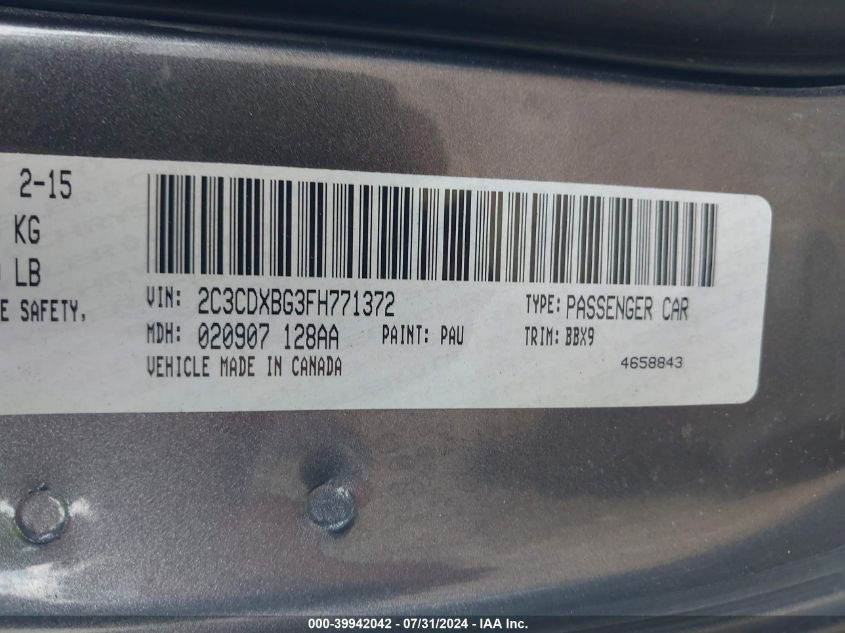 2-15
KG
LB
E SAFETY,
VIN: 2C3CDXBG3FH771372 TYPE: PASSENGER CAR
MDH: 020907 128AA PAINT: PAU TRIM: BBX9
VEHICLE MADE IN CANADA 4658843
000-39942042 - 07/31/2024 - IAA Inc.